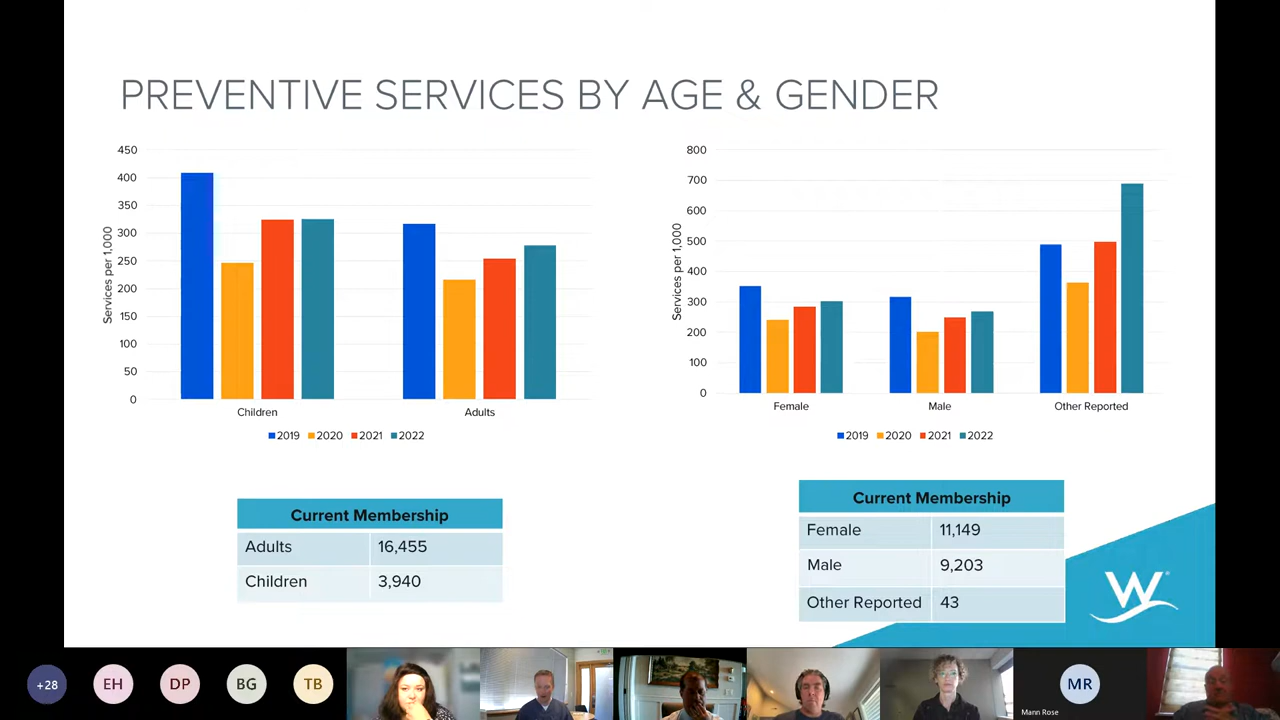 PREVENTIVE SERVICES BY AGE & GENDER
Services per 1,000
450
400
350
300
250
200
150
100
50
0
Children
Adults
2019
2020
2021
2022
Services per 1,000
800
700
600
500
400
300
200
100
0
Female
Male
Other Reported
2019
2020
2021
2022
Current Membership
Adults 16,455
Children 3,940
Current Membership
Female 11,149
Male 9,203
Other Reported 43
W
+28
EH
DP
BG
TB
MR
Mann Rose